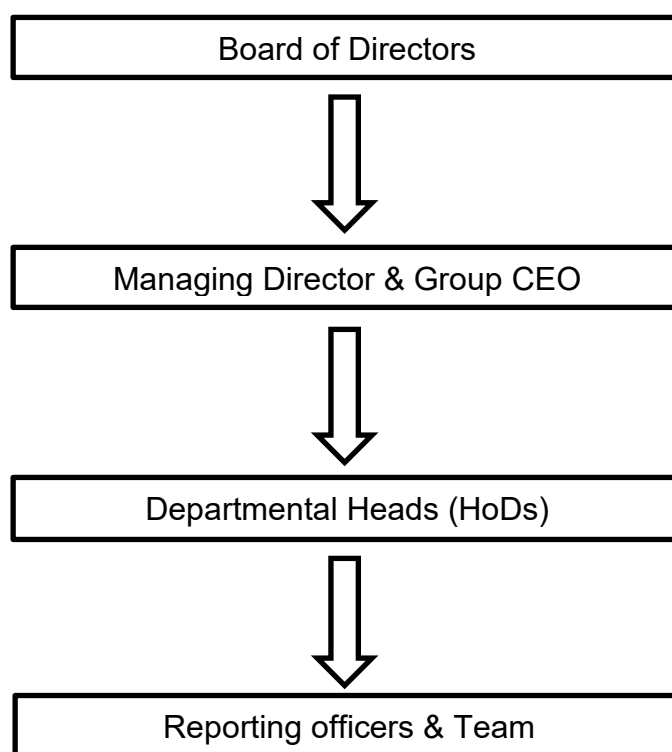 Board of Directors
Managing Director & Group CEO
Departmental Heads (HoDs)
Reporting officers & Team